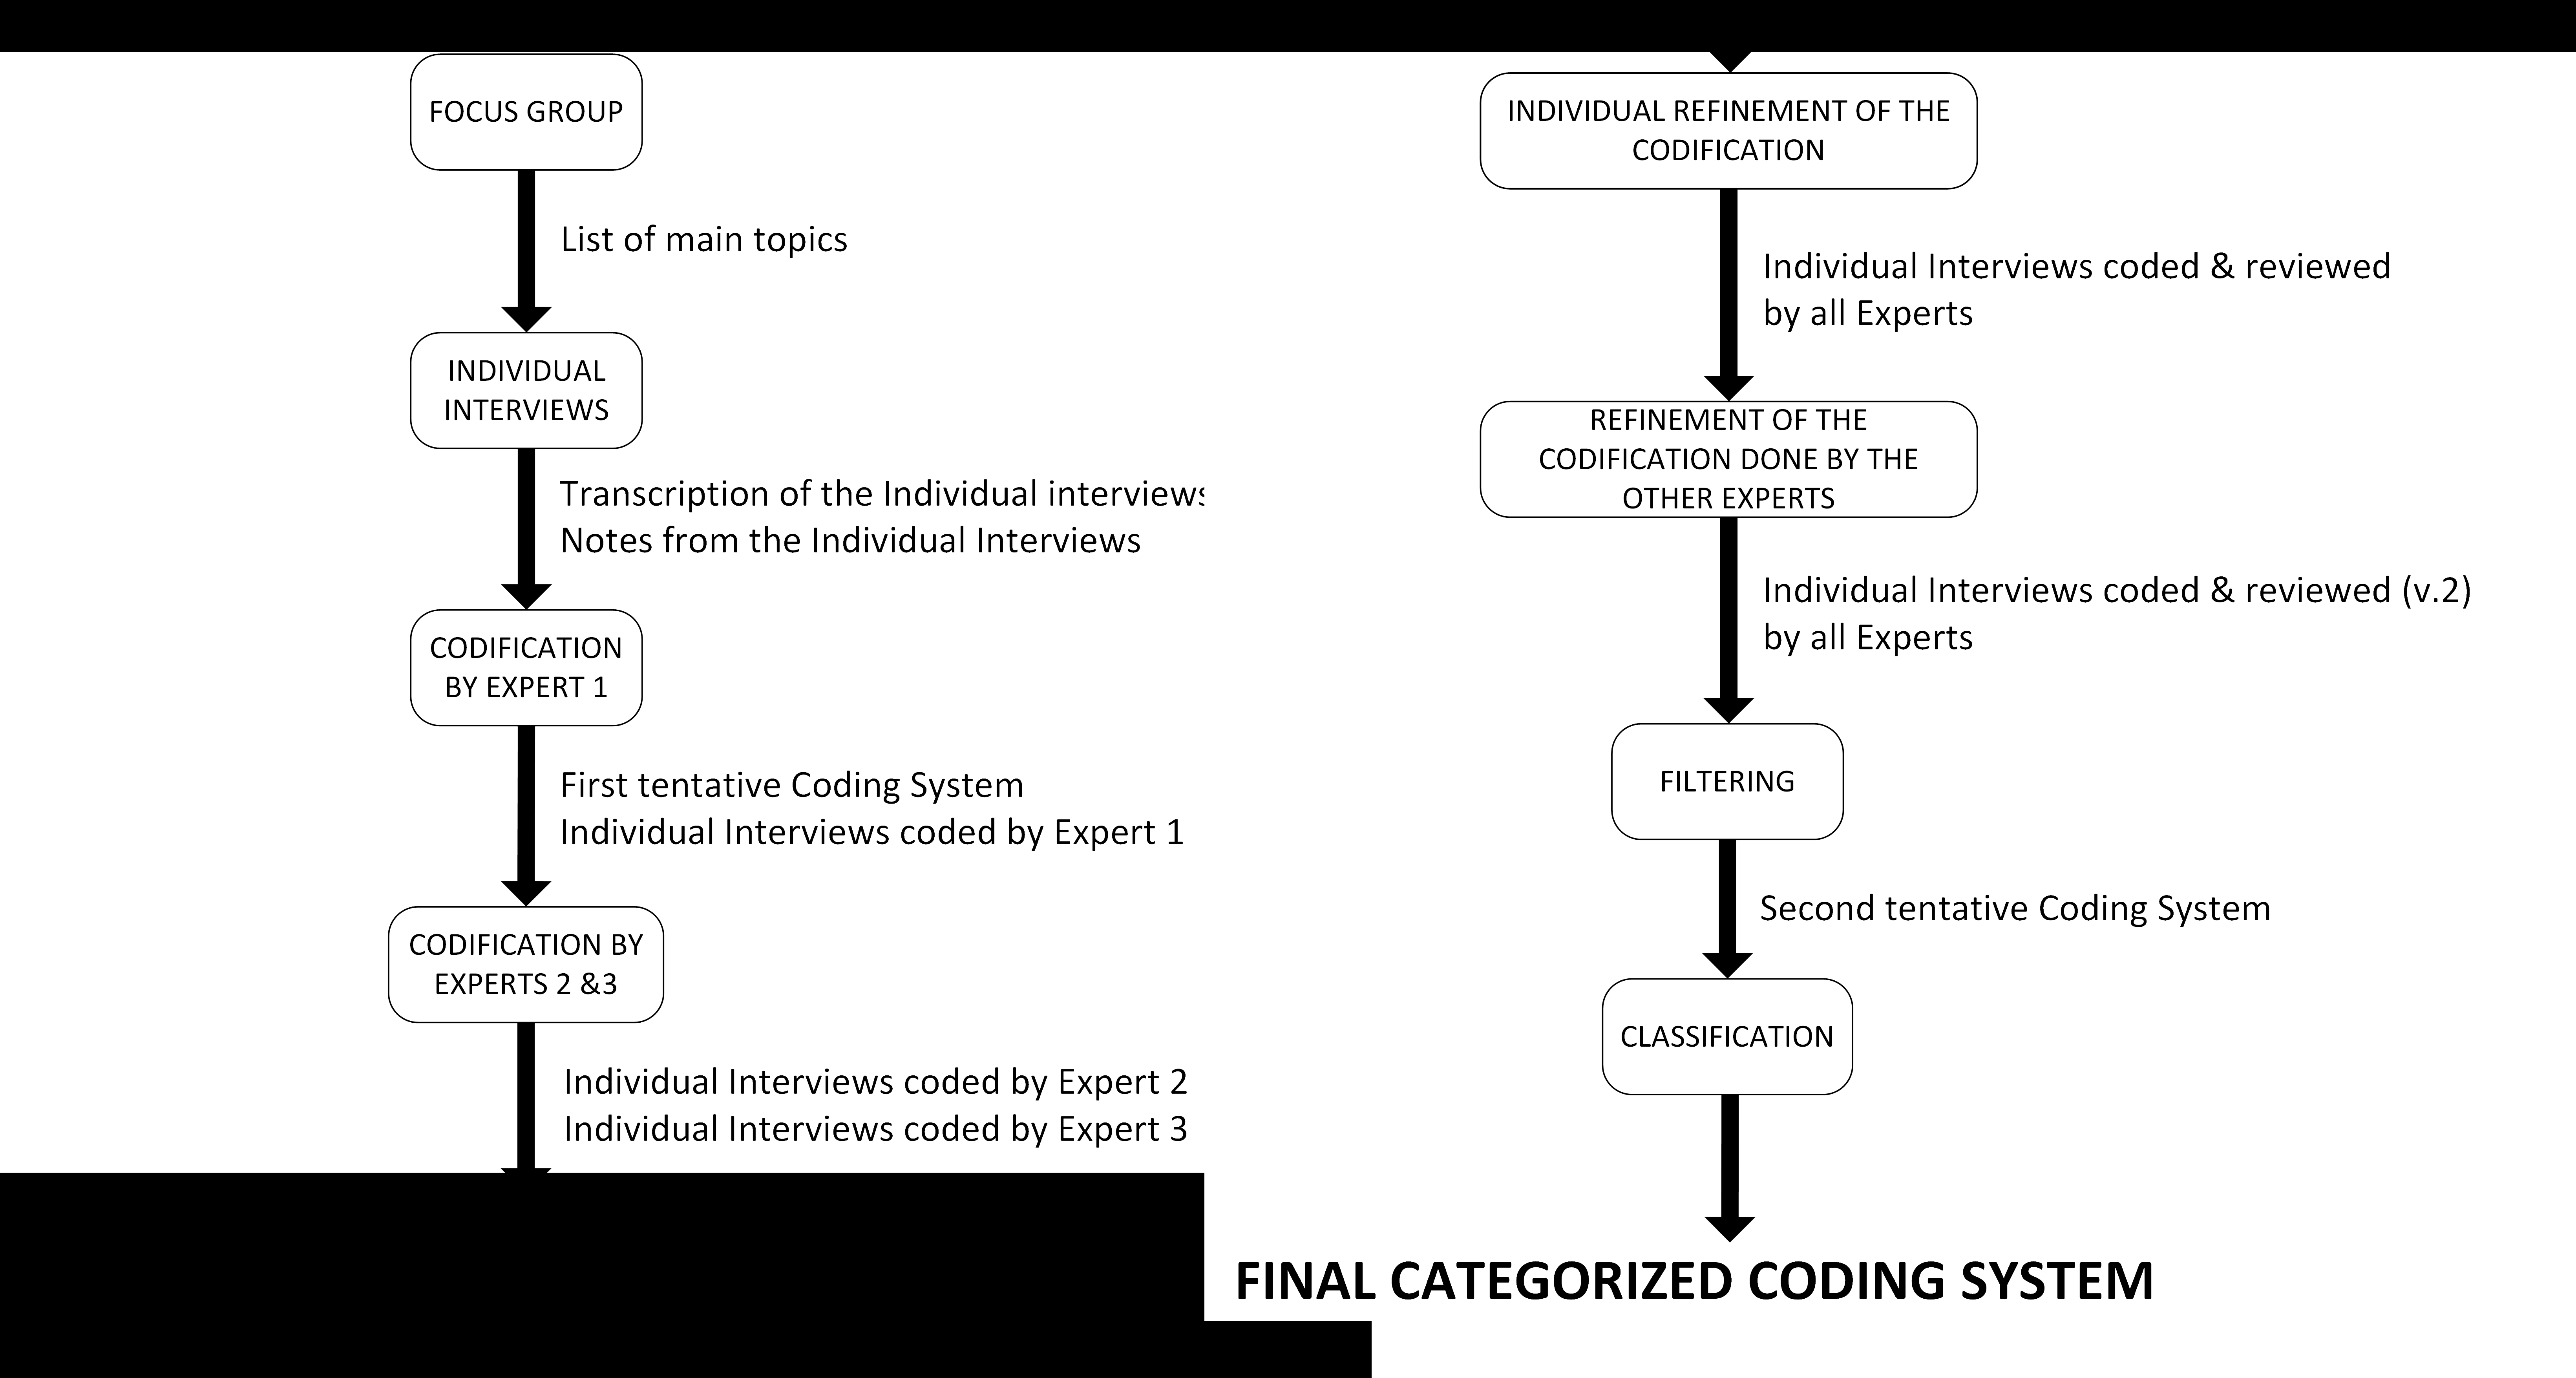 FOCUS GROUP
List of main topics
INDIVIDUAL
INTERVIEWS
Transcription of the Individual interviews
Notes from the Individual Interviews
CODIFICATION
BY EXPERT 1
First tentative Coding System
Individual Interviews coded by Expert 1
CODIFICATION BY
EXPERTS 2 &3
Individual Interviews coded by Expert 2
Individual Interviews coded by Expert 3
INDIVIDUAL REFINEMENT OF THE
CODIFICATION
Individual Interviews coded & reviewed
by all Experts
REFINEMENT OF THE
CODIFICATION DONE BY THE
OTHER EXPERTS
Individual Interviews coded & reviewed (v.2)
by all Experts
FILTERING
Second tentative Coding System
CLASSIFICATION
FINAL CATEGORIZED CODING SYSTEM